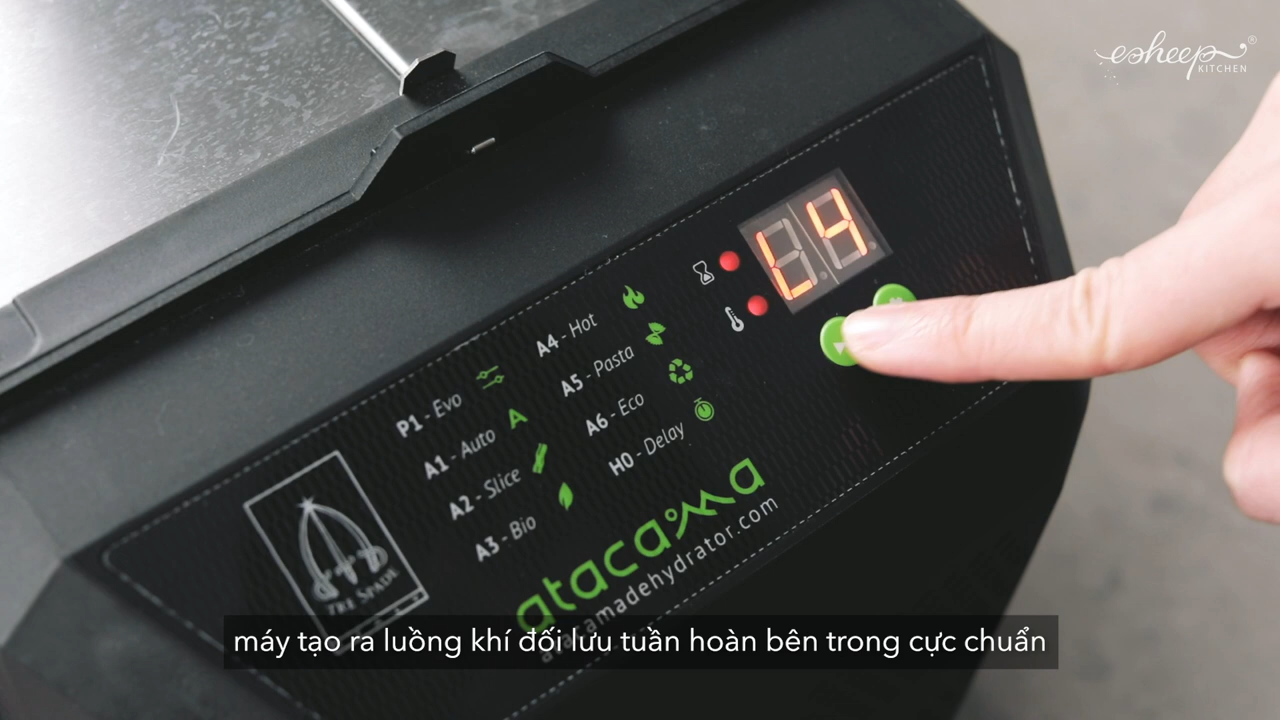 esheep
KITCHEN
L4
P1 - Evo
A1 - Auto
A2 - Slice
A3 - Bio
A4 - Hot
A5 - Pasta
A6 - Eco
H0 - Delay
TRE SPADE
atacama
atacamadehydrator.com
máy tạo ra luồng khí đối lưu tuần hoàn bên trong cực chuẩn